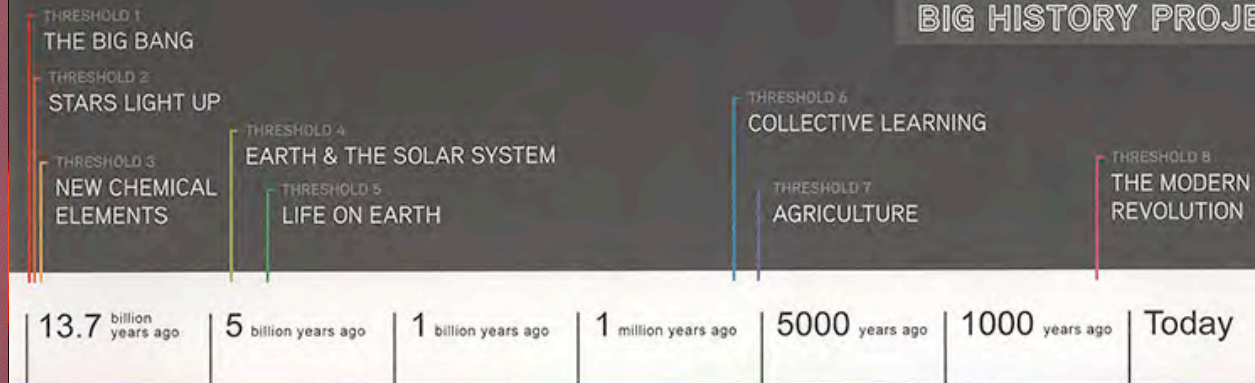 BIG HISTORY PROJE
THRESHOLD 1
THE BIG BANG
THRESHOLD 2
STARS LIGHT UP
THRESHOLD 3
NEW CHEMICAL
ELEMENTS
THRESHOLD 4
EARTH & THE SOLAR SYSTEM
THRESHOLD 5
LIFE ON EARTH
THRESHOLD 6
COLLECTIVE LEARNING
THRESHOLD 7
AGRICULTURE
THRESHOLD 8
THE MODERN
REVOLUTION
13.7 billion years ago
5 billion years ago
1 billion years ago
1 million years ago
5000 years ago
1000 years ago
Today